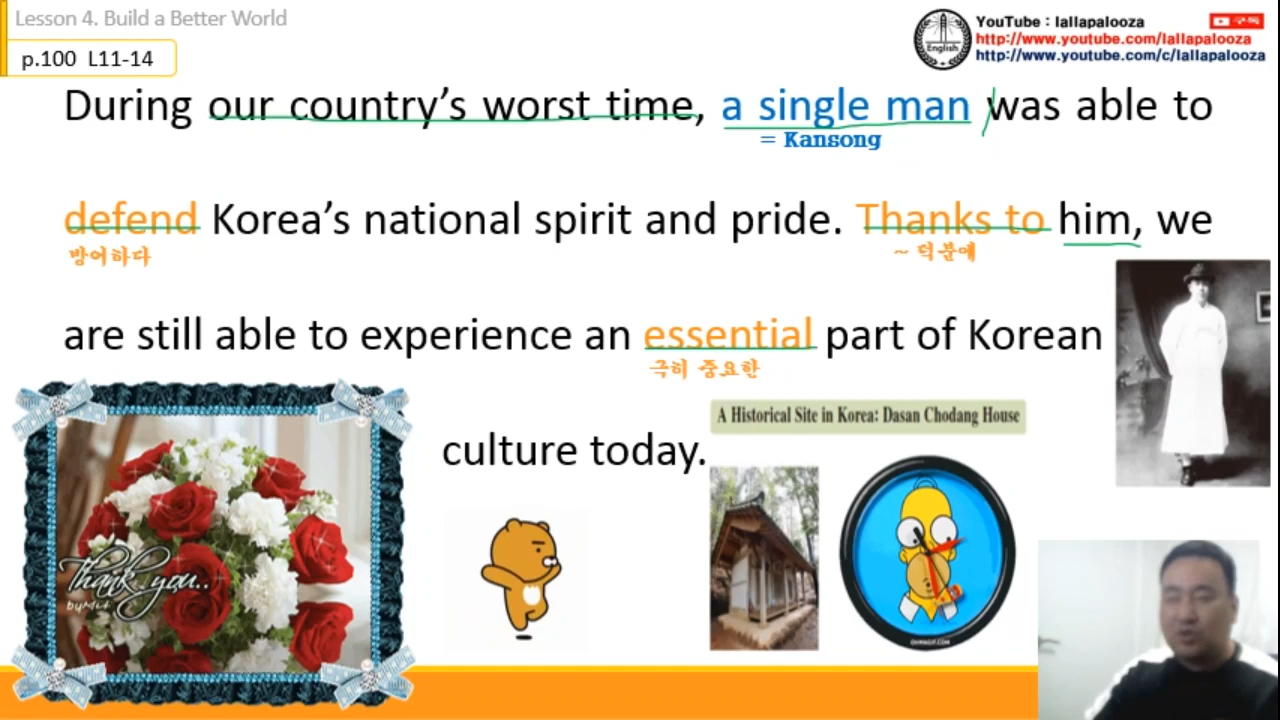 Lesson 4. Build a Better World
p.100 L11-14
English
YouTube : lallapalooza
구독
http://www.youtube.com/lallapalooza
http://www.youtube.com/c/lallapalooza
During our country's worst time, a single man was able to
= Kansong
defend Korea's national spirit and pride. Thanks to him, we
방어하다
~ 덕분에
are still able to experience an essential part of Korean
극히 중요한
culture today.
A Historical Site in Korea: Dasan Chodang House
Thank you..